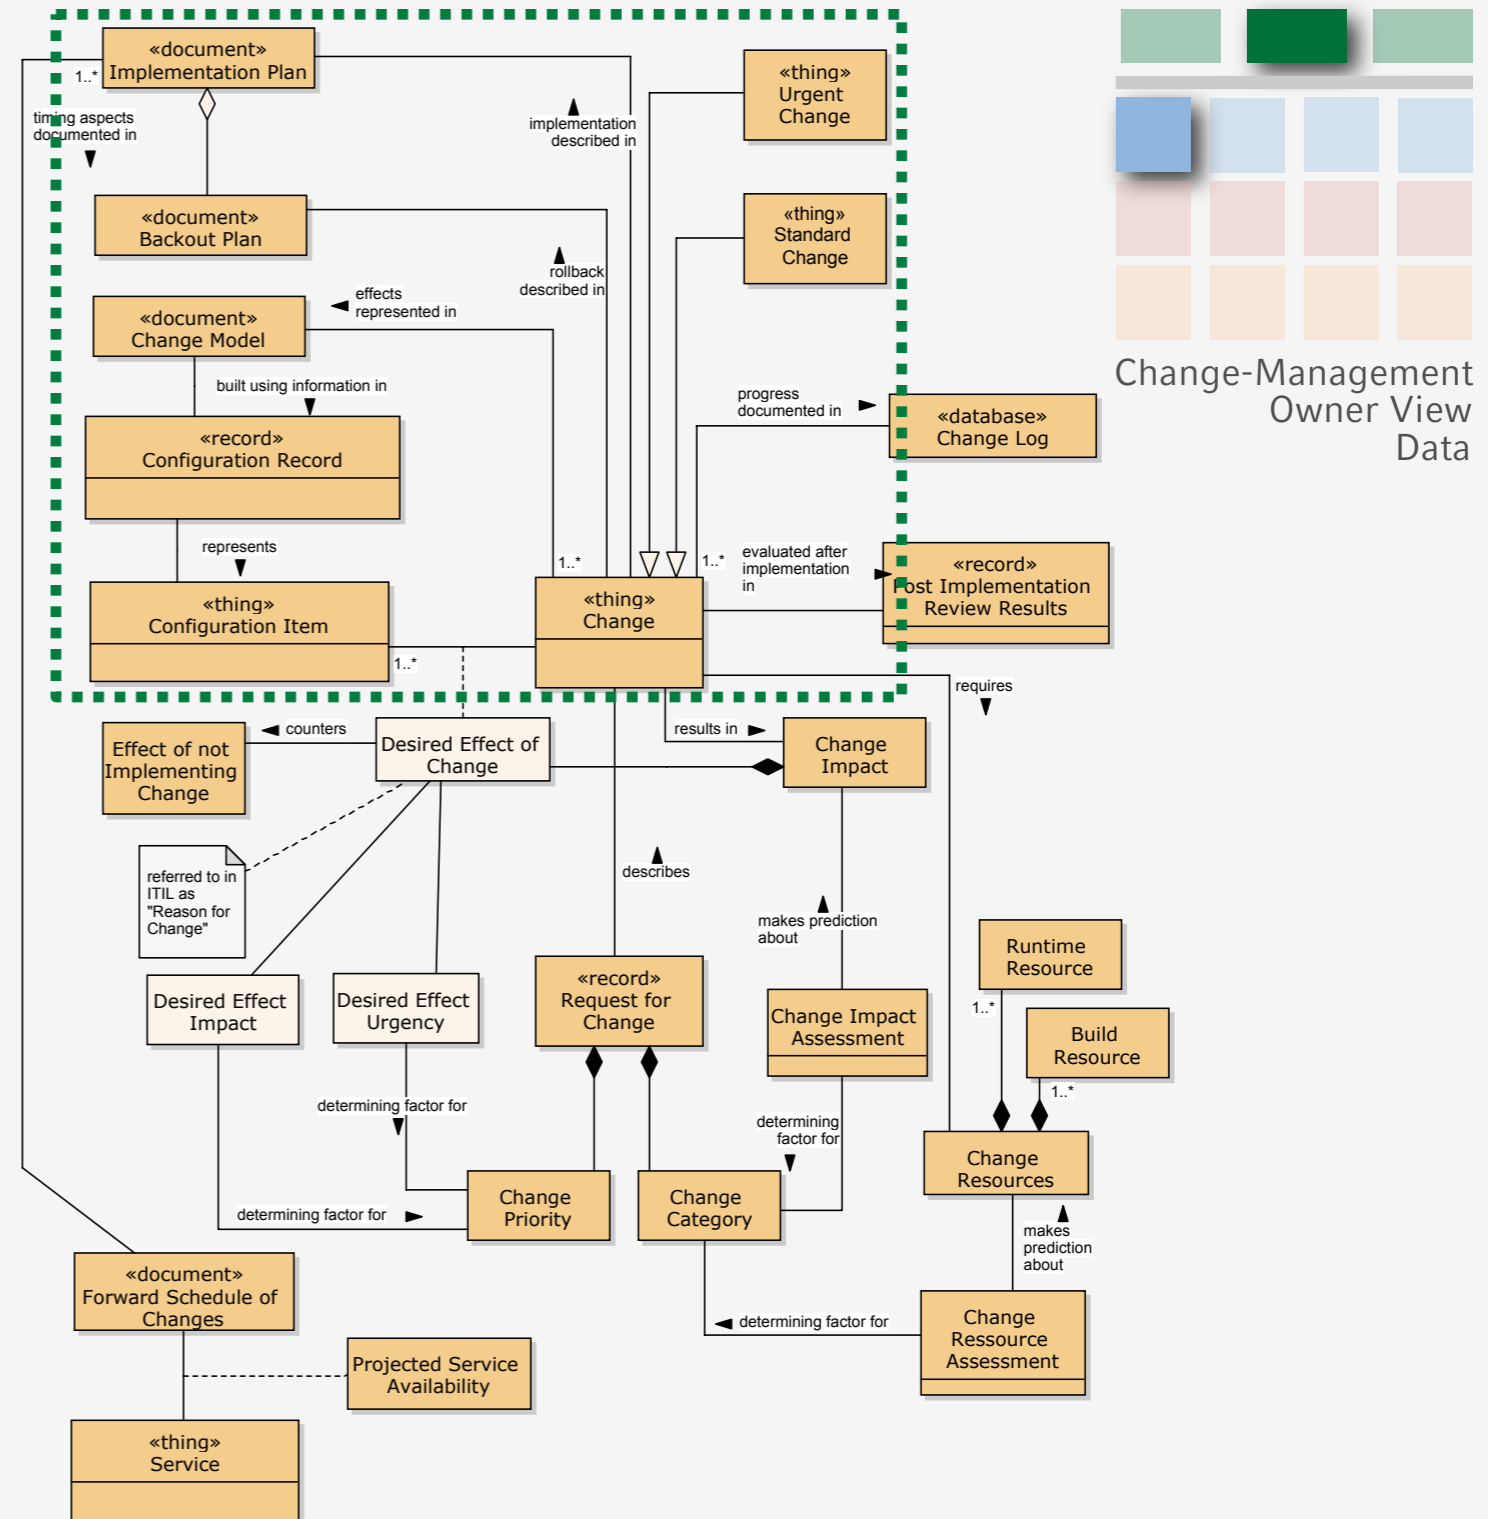 «document»
Implementation Plan
1..*
timing aspects
documented in
implementation
described in
«thing»
Urgent
Change
«document»
Backout Plan
rollback
described in
«thing»
Standard
Change
«document»
Change Model
effects
represented in
built using information in
«record»
Configuration Record
represents
«thing»
Configuration Item
1..*
1..*
«thing»
Change
1..*
progress
documented in
«database»
Change Log
evaluated after
implementation
in
«record»
Post Implementation
Review Results
Change-Management
Owner View
Data
requires
Effect of not
Implementing
Change
counters
Desired Effect of
Change
results in
Change
Impact
referred to in
ITIL as
"Reason for
Change"
describes
makes prediction
about
Desired Effect
Impact
Desired Effect
Urgency
«record»
Request for
Change
Change Impact
Assessment
Runtime
Resource
1..*
Build
Resource
1..*
determining factor for
determining
factor for
Change
Resources
Change
Priority
Change
Category
determining factor for
makes
prediction
about
«document»
Forward Schedule of
Changes
determining factor for
Change
Ressource
Assessment
Projected Service
Availability
«thing»
Service